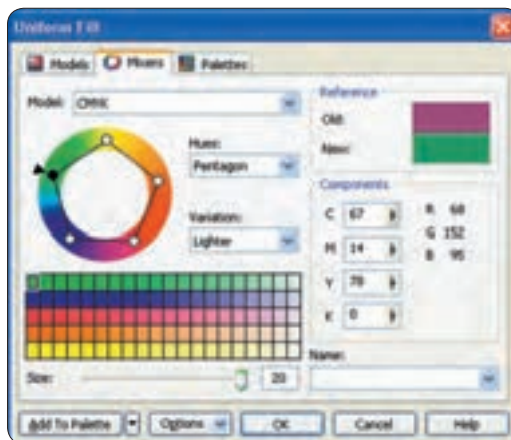 Uniform Fill
Models Mixers Palettes
Model: CMYK
Hues:
Pentagon
Variation:
Lighter
Size: 20
Reference
Old:
New:
Components
C 67 R 60
M 14 G 152
Y 78 B 95
K 0
Name:
Add To Palette Options OK Cancel Help